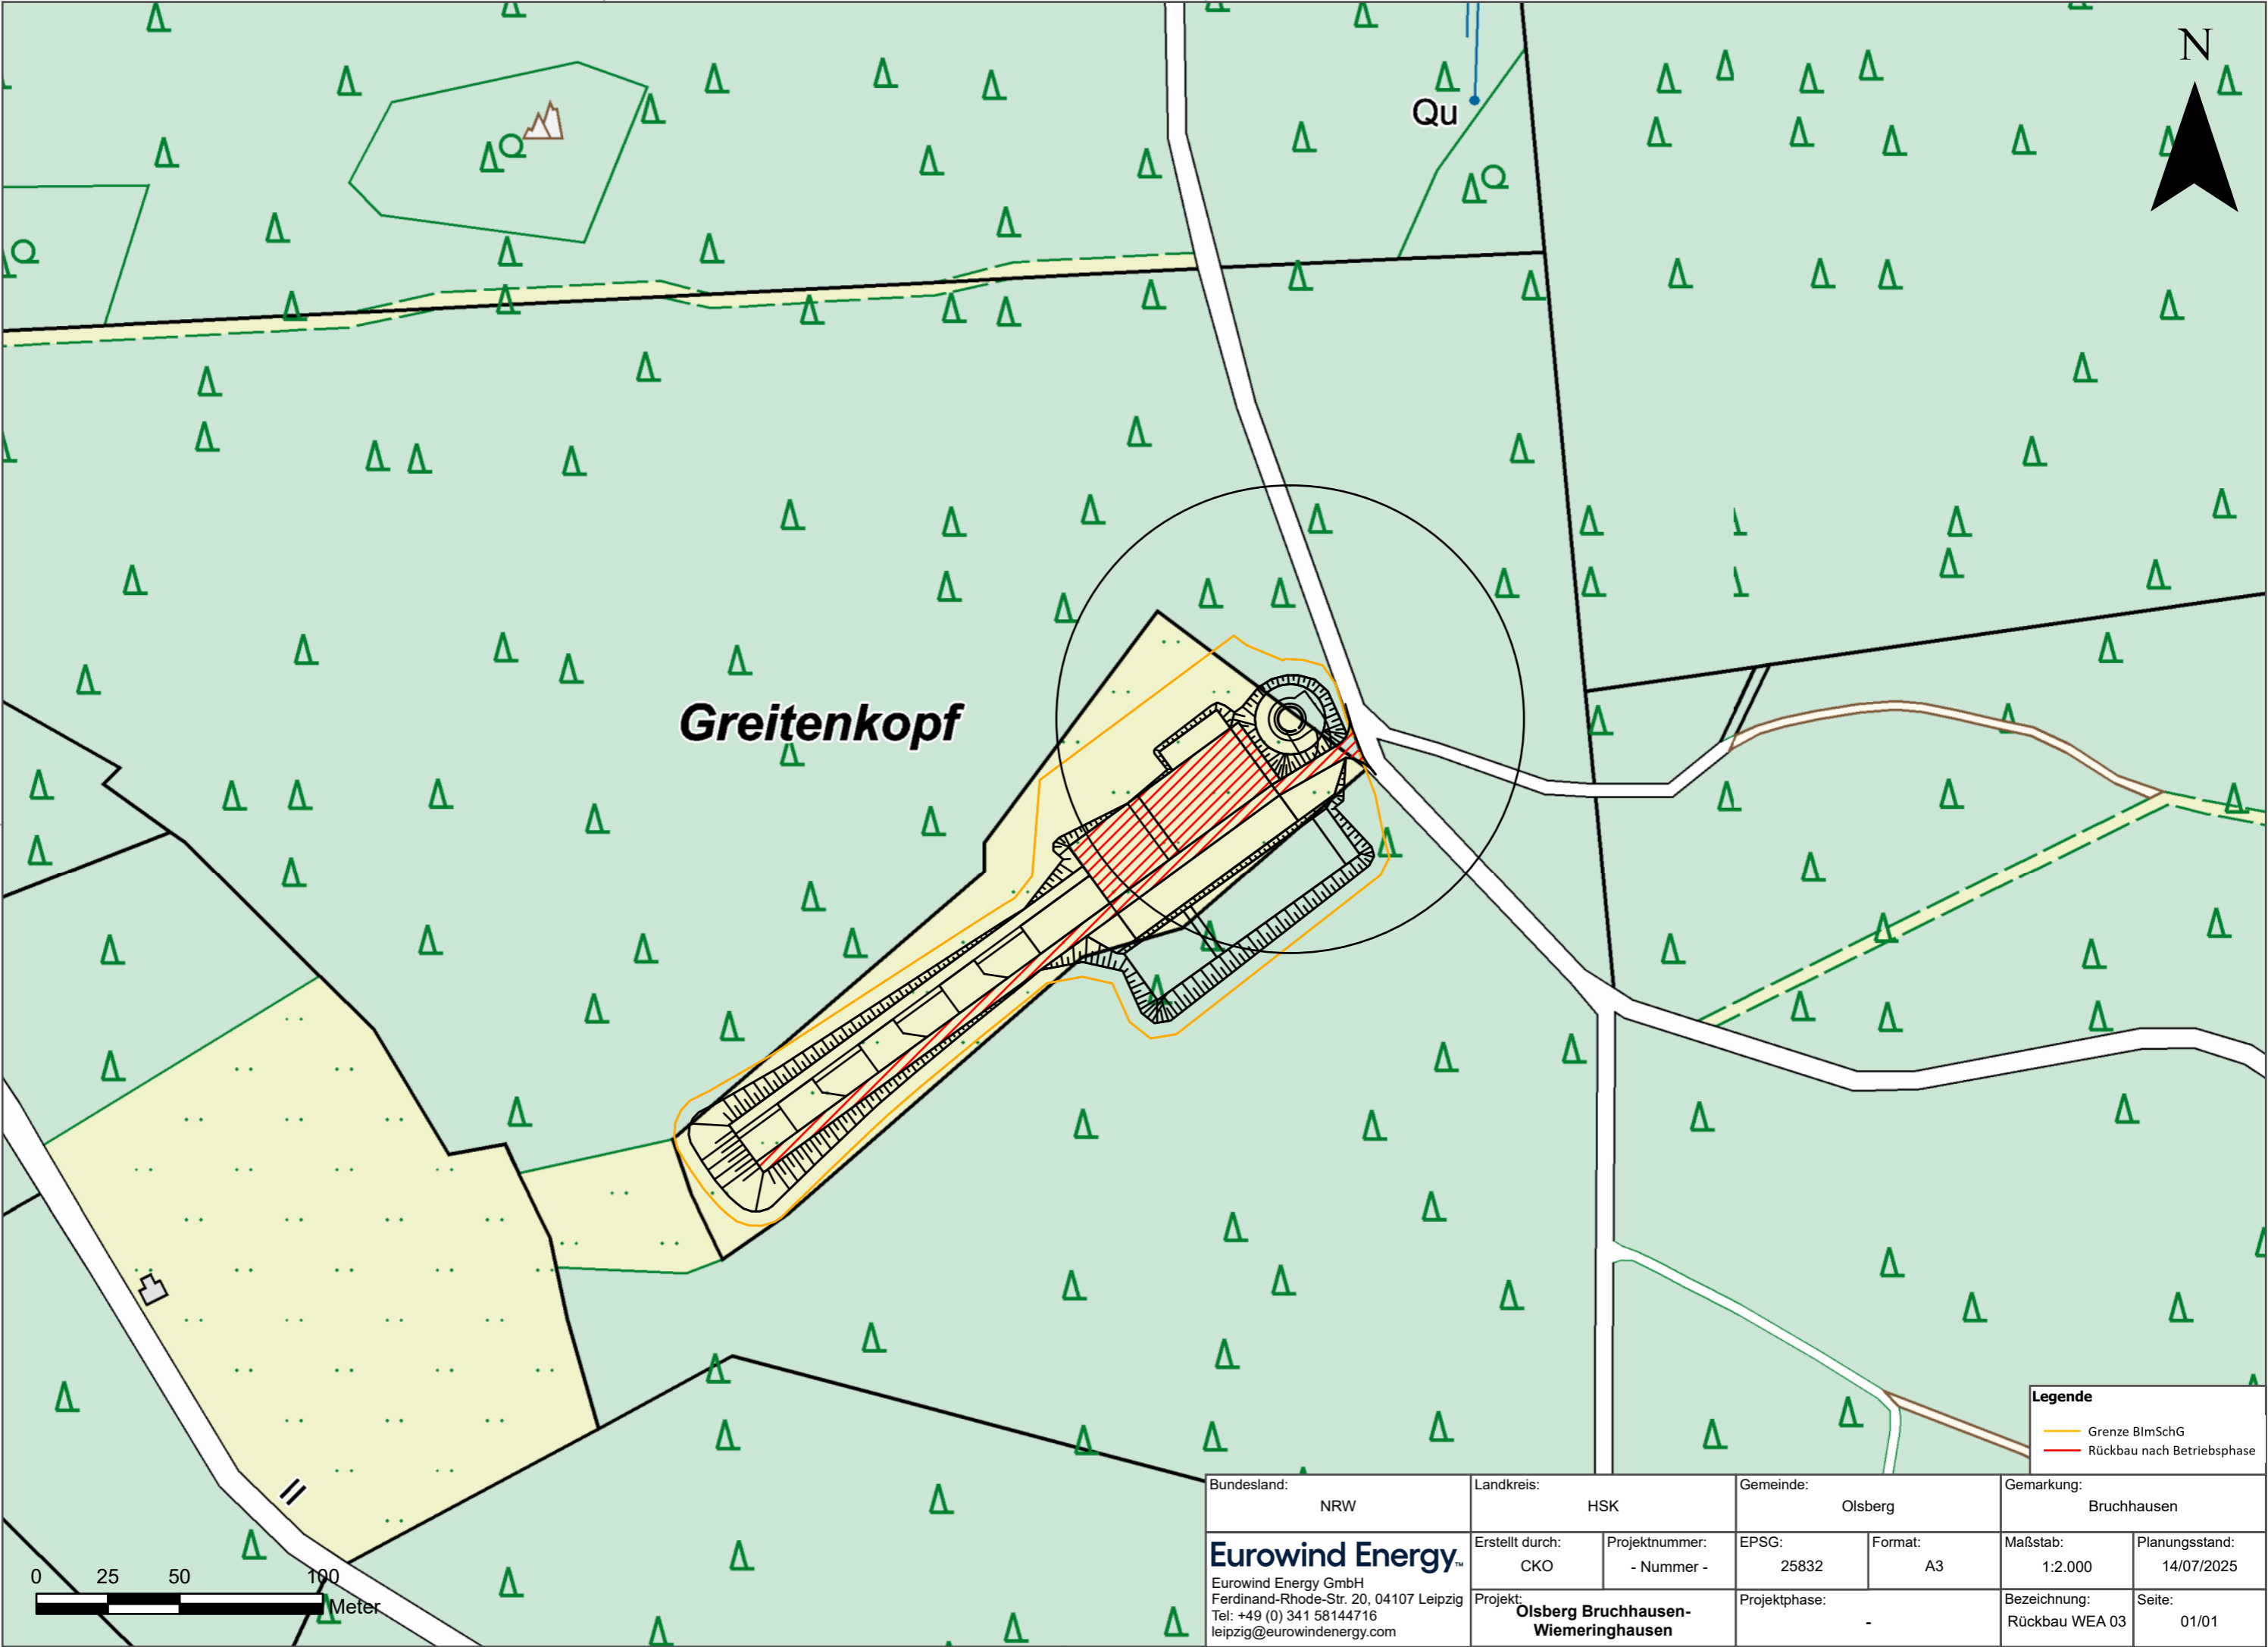 N
Qu
Greitenkopf
Legende
Grenze BImSchG
Rückbau nach Betriebsphase
0 25 50 100
Meter
Bundesland:
NRW
Landkreis:
HSK
Gemeinde:
Olsberg
Gemarkung:
Bruchhausen
Eurowind Energy™
Eurowind Energy GmbH
Ferdinand-Rhode-Str. 20, 04107 Leipzig
Tel: +49 (0) 341 58144716
leipzig@eurowindenergy.com
Erstellt durch:
CKO
Projektnummer:
- Nummer -
EPSG:
25832
Format:
A3
Maßstab:
1:2.000
Planungsstand:
14/07/2025
Projekt:
Olsberg Bruchhausen-
Wiemeringhausen
Projektphase:
-
Bezeichnung:
Rückbau WEA 03
Seite:
01/01